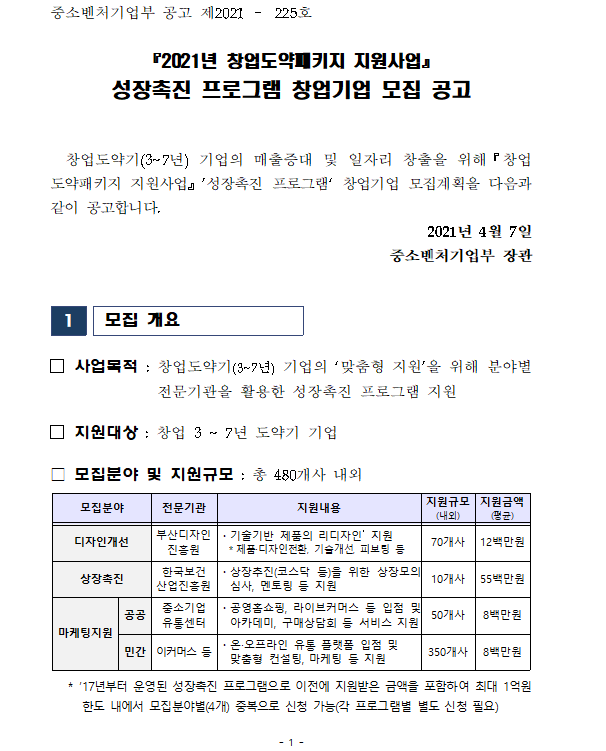 중소벤처기업부 공고 제2021 - 225호
『2021년 창업도약패키지 지원사업』
성장촉진 프로그램 창업기업 모집 공고
창업도약기(3~7년) 기업의 매출증대 및 일자리 창출을 위해『창업
도약패키지 지원사업』'성장촉진 프로그램' 창업기업 모집계획을 다음과
같이 공고합니다.
2021년 4월 7일
중소벤처기업부 장관
1 모집 개요
□ 사업목적 : 창업도약기(3~7년) 기업의 '맞춤형 지원'을 위해 분야별
전문기관을 활용한 성장촉진 프로그램 지원
□ 지원대상 : 창업 3 ~ 7년 도약기 기업
□ 모집분야 및 지원규모 : 총 480개사 내외
모집분야 전문기관 지원내용 지원규모 (내외) 지원금액 (평균)
디자인개선 부산디자인 진흥원 · 기술기반 제품의 리디자인* 지원
* 제품·디자인전환, 기술개선, 피보팅 등 70개사 12백만원
상장촉진 한국보건 산업진흥원 · 상장추진(코스닥 등)을 위한 상장모의
심사, 멘토링 등 지원 10개사 55백만원
마케팅지원 공공 중소기업 유통센터 · 공영홈쇼핑, 라이브커머스 등 입점 및
아카데미, 구매상담회 등 서비스 지원 50개사 8백만원
민간 이커머스 등 · 온·오프라인 유통 플랫폼 입점 및
맞춤형 컨설팅, 마케팅 등 지원 350개사 8백만원
* '17년부터 운영된 성장촉진 프로그램으로 이전에 지원받은 금액을 포함하여 최대 1억원
한도 내에서 모집분야별(4개) 중복으로 신청 가능(각 프로그램별 별도 신청 필요)
- 1 -